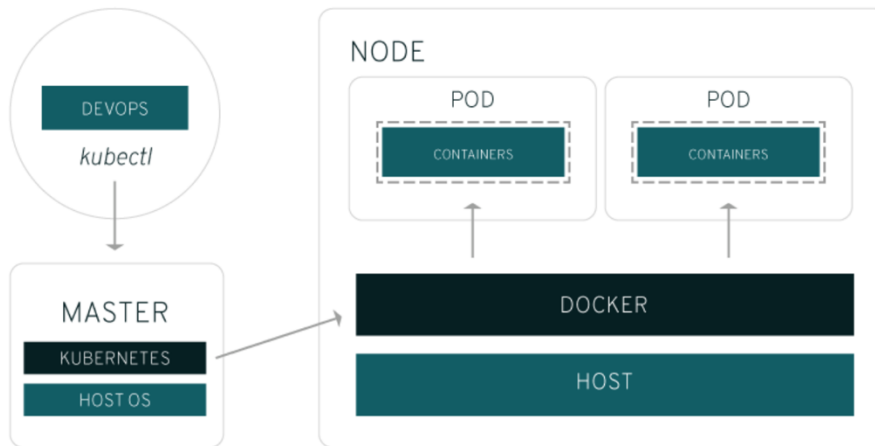 DEVOPS
kubectl
MASTER
KUBERNETES
HOST OS
NODE
POD
CONTAINERS
POD
CONTAINERS
DOCKER
HOST